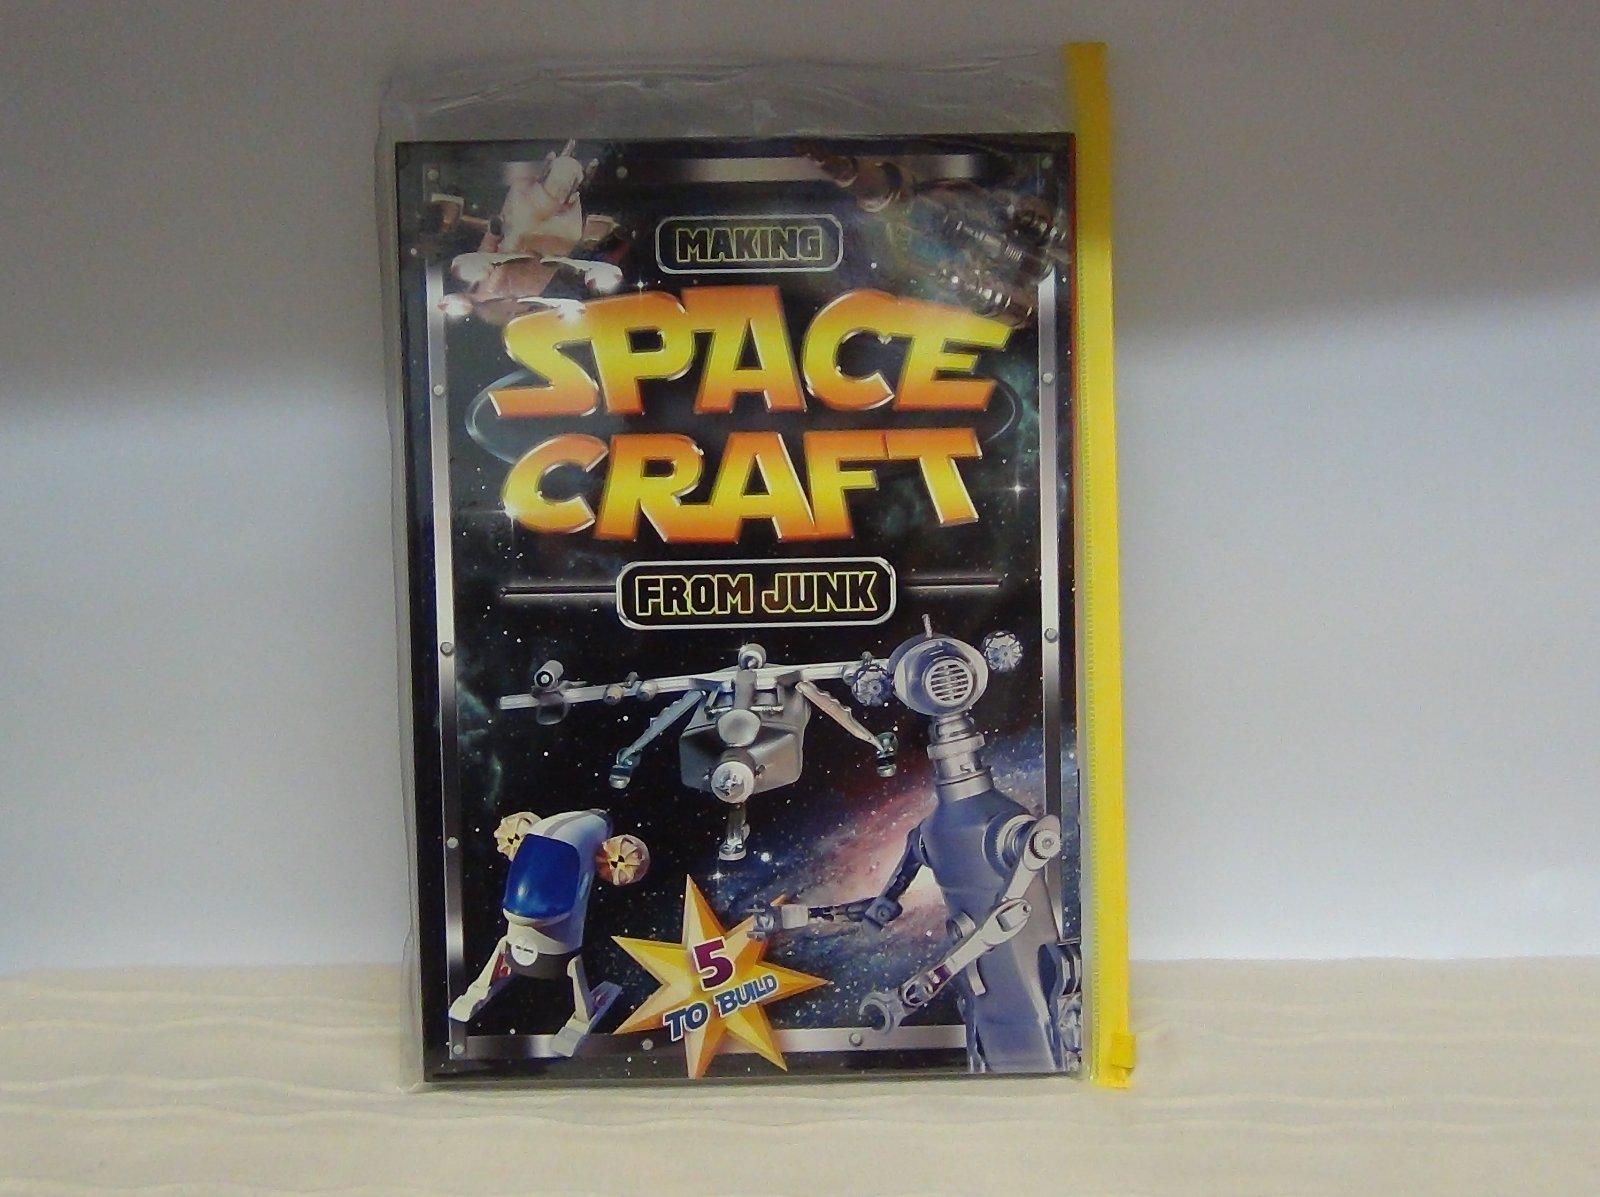 MAKING
SPACE
CRAFT
FROM JUNK
5
TO BUILD